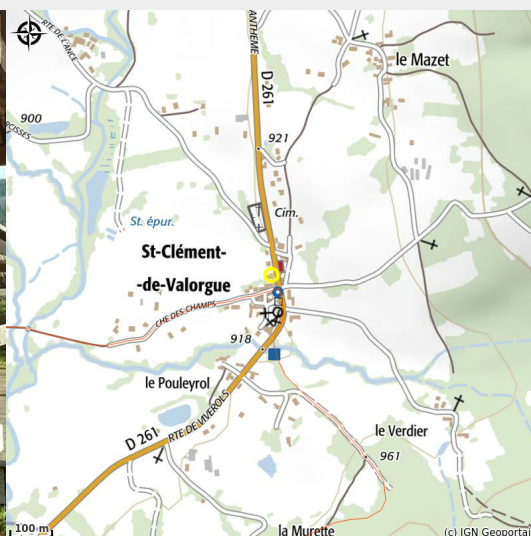 RTE DE L'ANCE
ANTHEME
D 261
le Mazet
900
921
St. épur.
Cim.
St-Clément-
-de-Valorgue
CHE DES CHAMPS
918
le Pouleyrol
D 261
RTE DE VIVEROLS
le Verdier
961
100 m
la Murette
(c) IGN Geoportail